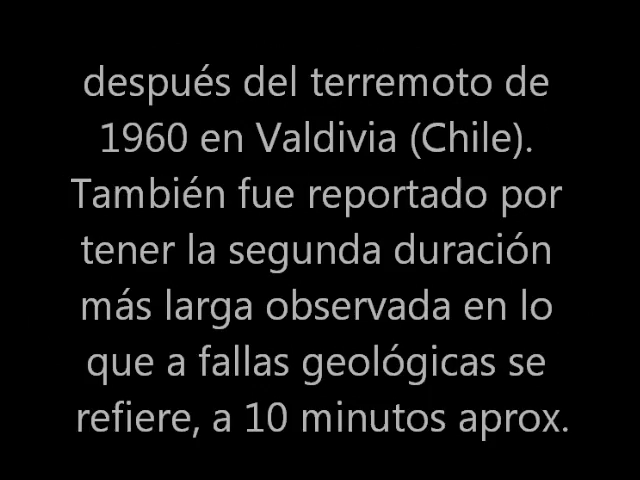 después del terremoto de
1960 en Valdivia (Chile).
También fue reportado por
tener la segunda duración
más larga observada en lo
que a fallas geológicas se
refiere, a 10 minutos aprox.